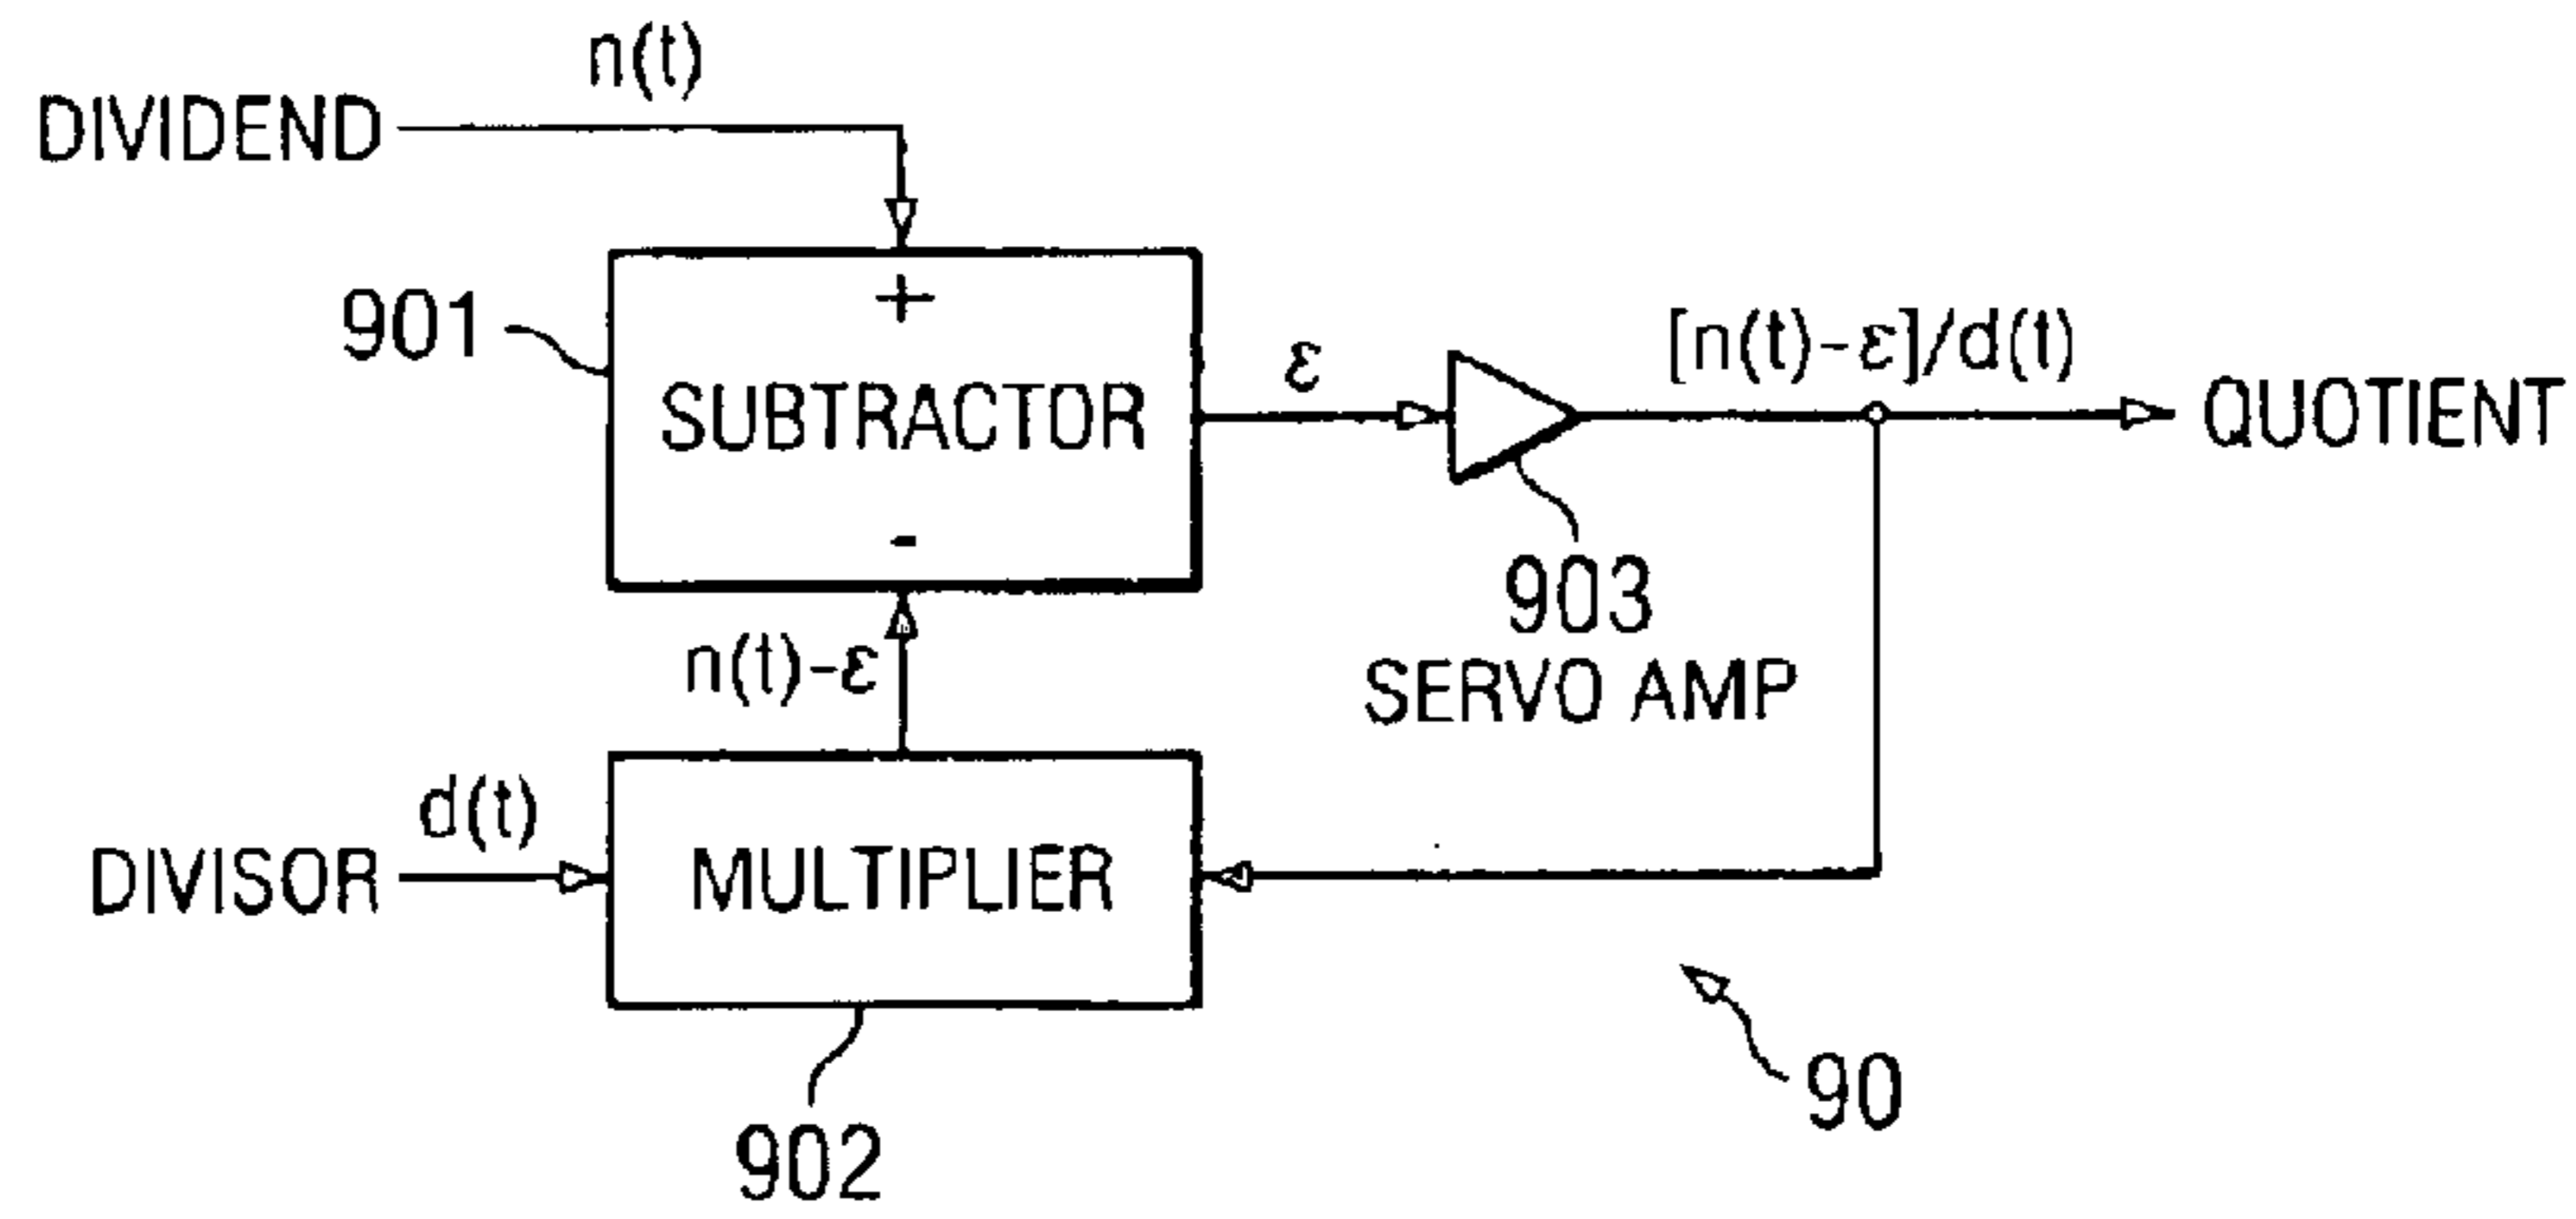 n(t)
DIVIDEND
901
+
SUBTRACTOR
-
ε
[n(t)-ε]/d(t)
QUOTIENT
903
SERVO AMP
n(t)-ε
d(t)
DIVISOR
MULTIPLIER
902
90